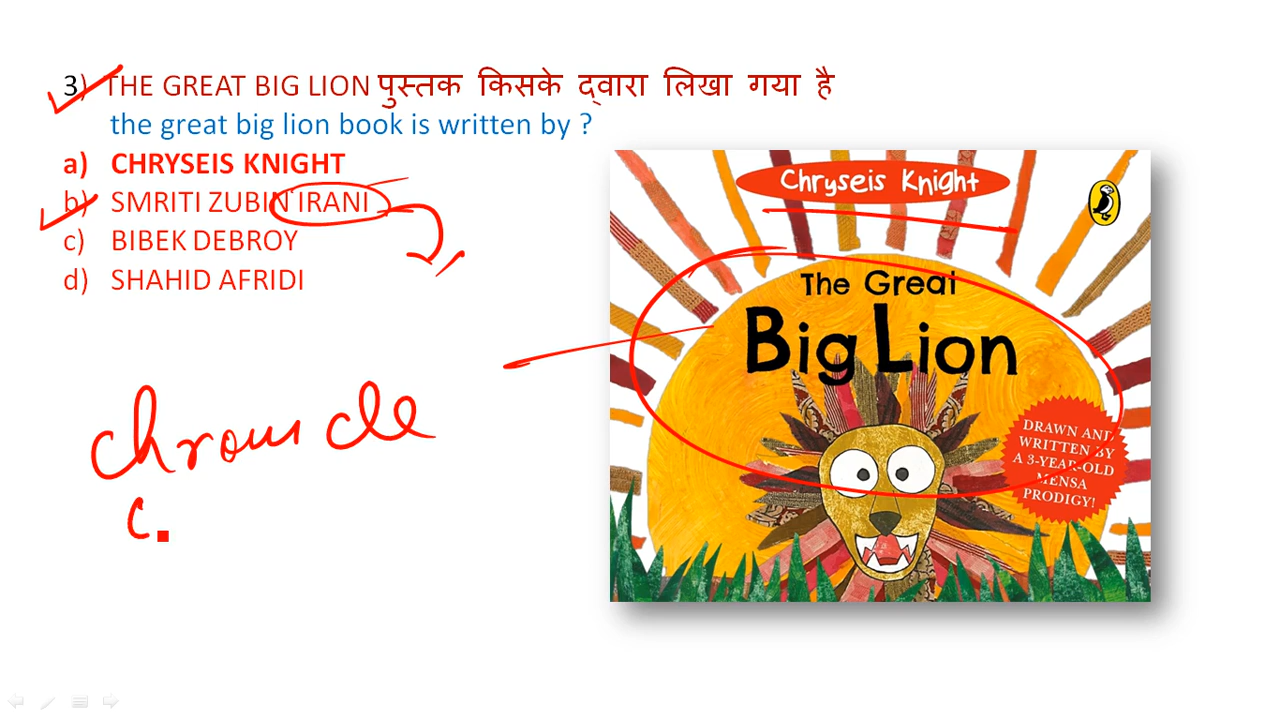 3) THE GREAT BIG LION पुस्तक किसके द्वारा लिखा गया है
the great big lion book is written by ?
a) CHRYSEIS KNIGHT
b) SMRITI ZUBIN IRANI
c) BIBEK DEBROY
d) SHAHID AFRIDI
Chryseis Knight
The Great
Big Lion
DRAWN AND
WRITTEN BY
A 3-YEAR-OLD
MENSA
PRODIGY!